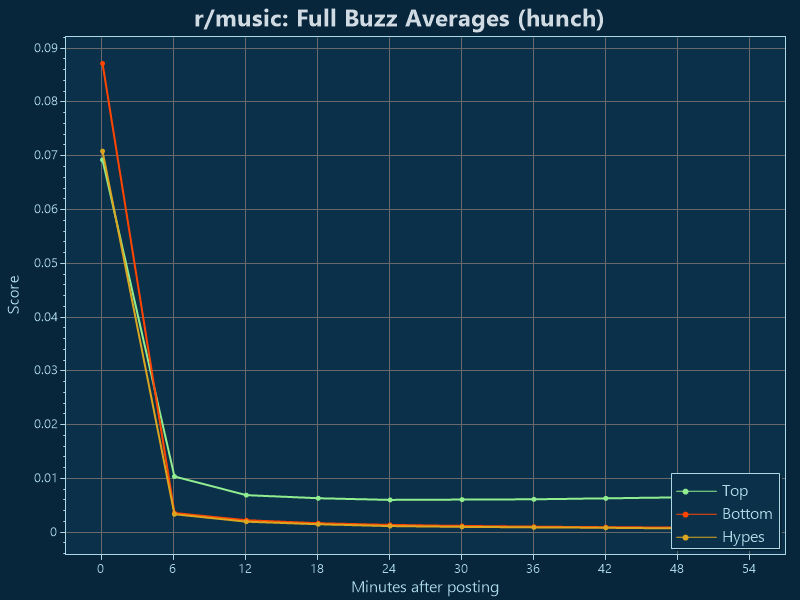 r/music: Full Buzz Averages (hunch)
0.09
0.08
0.07
0.06
0.05
0.04
0.03
0.02
0.01
0
Score
Top
Bottom
Hypes
0 6 12 18 24 30 36 42 48 54
Minutes after posting